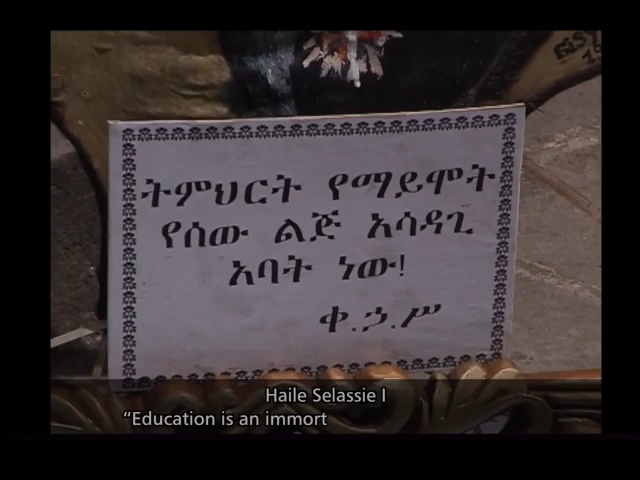 ትምህርት የማይሞት
የሰው ልጅ አሳዳጊ
አባት ነው!
ቀ.ኃ.ሥ
Haile Selassie I
“Education is an immort